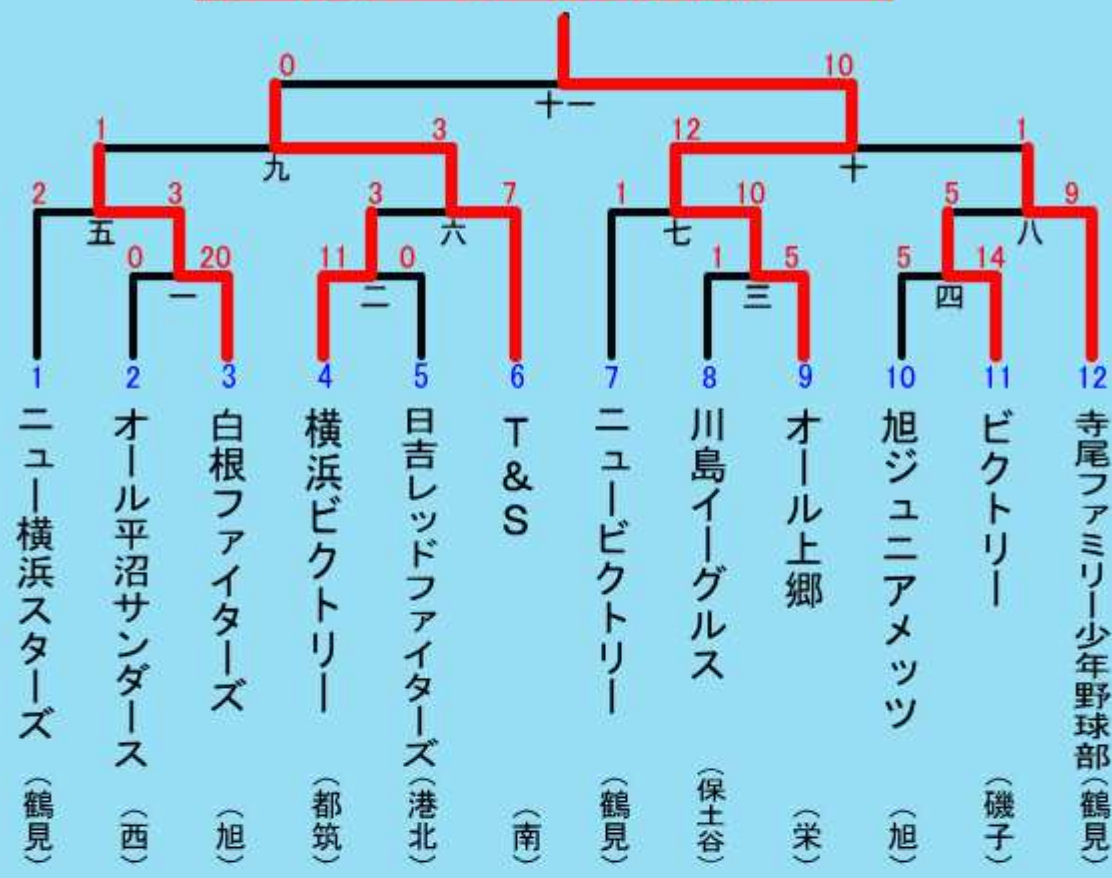 0 10
十一
1 3 12 1
九 十
2 3 3 7 1 10 5 9
五 六 七 八
0 20 11 0 1 5 5 14
一 二 三 四
1 2 3 4 5 6 7 8 9 10 11 12
ニュー横浜スターズ（鶴見）
オール平沼サンダース（西）
白根ファイターズ（旭）
横浜ビクトリー（都筑）
日吉レッドファイターズ（港北）
T&S（南）
ニュービクトリー（鶴見）
川島イーグルス（保土谷）
オール上郷（栄）
旭ジュニアメッツ（旭）
ビクトリー（磯子）
寺尾ファミリー少年野球部（鶴見）